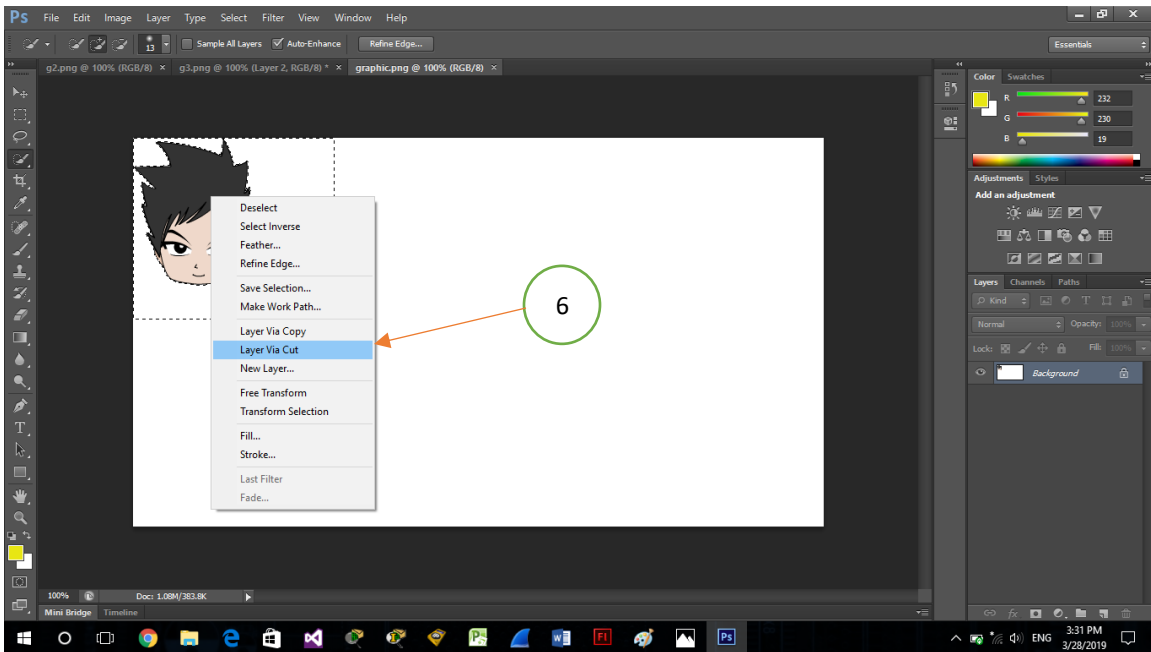 Ps File Edit Image Layer Type Select Filter View Window Help
13 Sample All Layers Auto-Enhance Refine Edge... Essentials
g2.png @ 100% (RGB/8) × g3.png @ 100% (Layer 2, RGB/8) * × graphic.png @ 100% (RGB/8) ×
Color Swatches
R 232
G 230
B 19
Adjustments Styles
Add an adjustment
Layers Channels Paths
Kind
Normal Opacity: 100%
Lock: Fill: 100%
Background
Deselect
Select Inverse
Feather...
Refine Edge...
Save Selection...
Make Work Path...
Layer Via Copy
Layer Via Cut
New Layer...
Free Transform
Transform Selection
Fill...
Stroke...
Last Filter
Fade...
6
100% Doc: 1.08M/383.8K
Mini Bridge Timeline
ENG 3:31 PM
3/28/2019